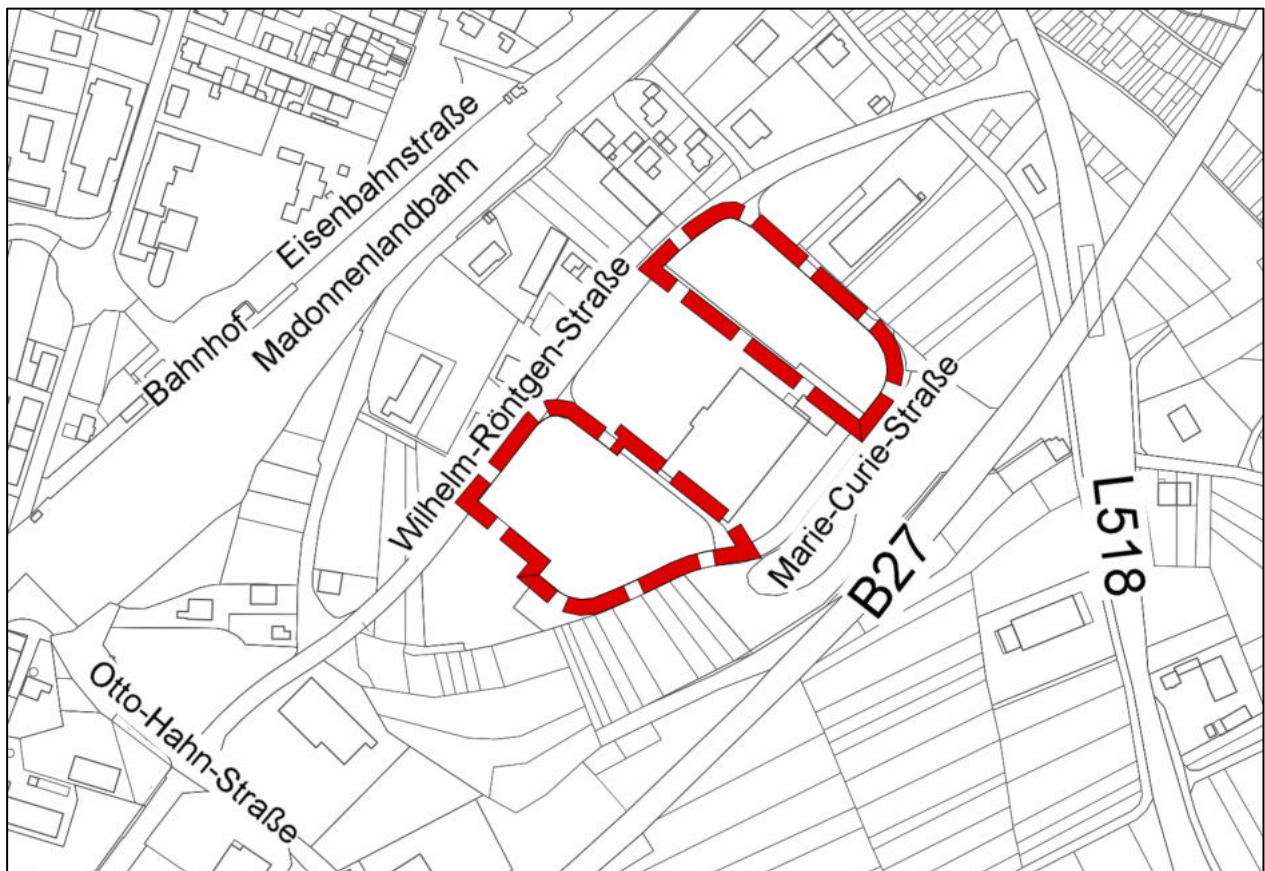 Eisenbahnstraße
Bahnhof
Madonnenlandbahn
Wilhelm-Röntgen-Straße
Marie-Curie-Straße
B27
L518
Otto-Hahn-Straße